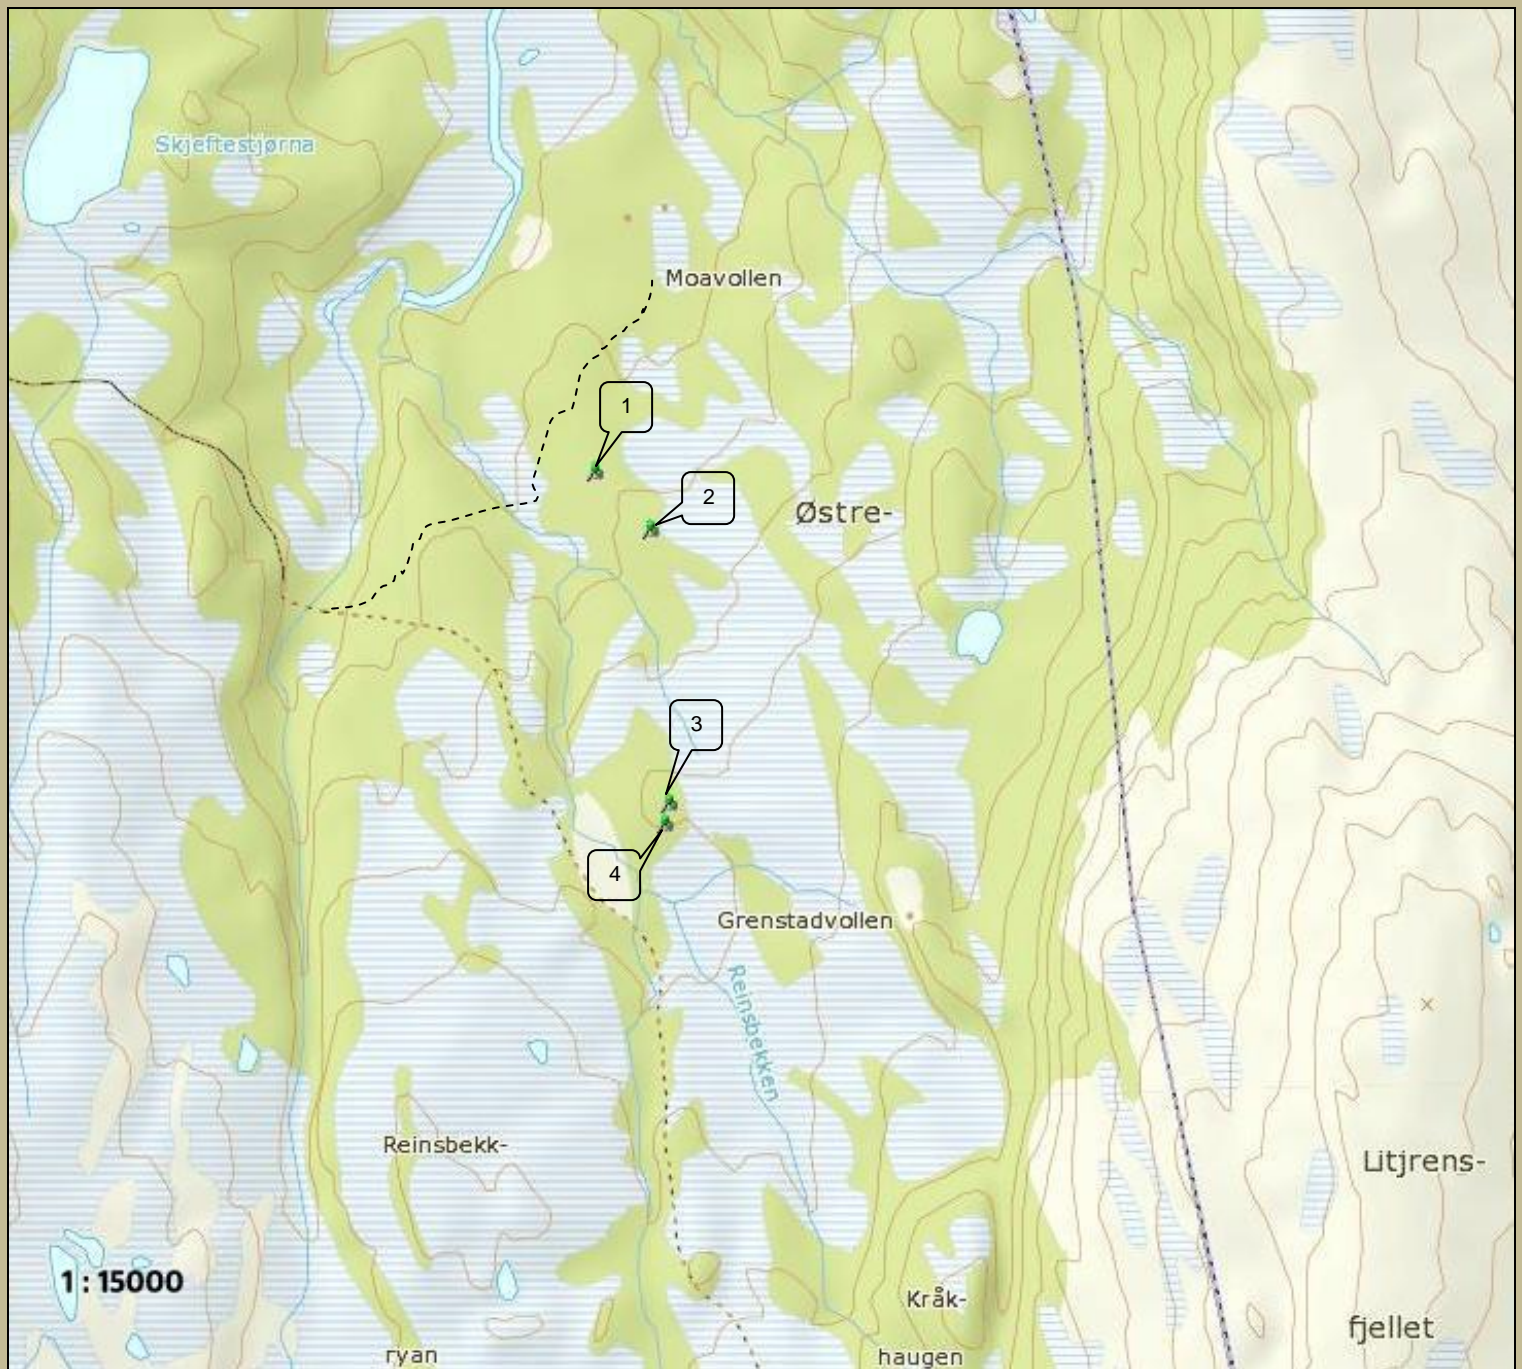 Skjeftestjørna
Moavollen
1
2
Østre-
3
4
Grenstadvollen
Reinsbekken
Reinsbekk-
Litjrens-
1 : 15000
Kråk-
fjellet
ryan
haugen